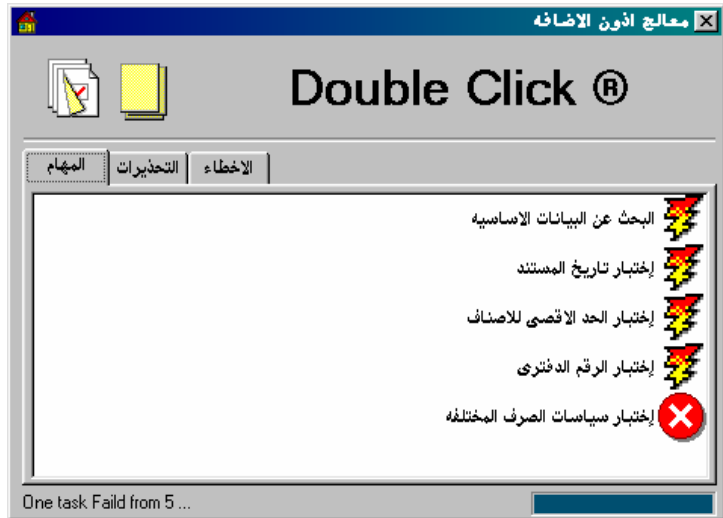 معالج اذون الاضافه
Double Click ®
المهام
التحذيرات
الاخطاء
البحث عن البيانات الاساسيه
إختبار تاريخ المستند
إختبار الحد الاقصى للاصناف
إختبار الرقم الدفترى
إختبار سياسات الصرف المختلفه
One task Faild from 5 ...